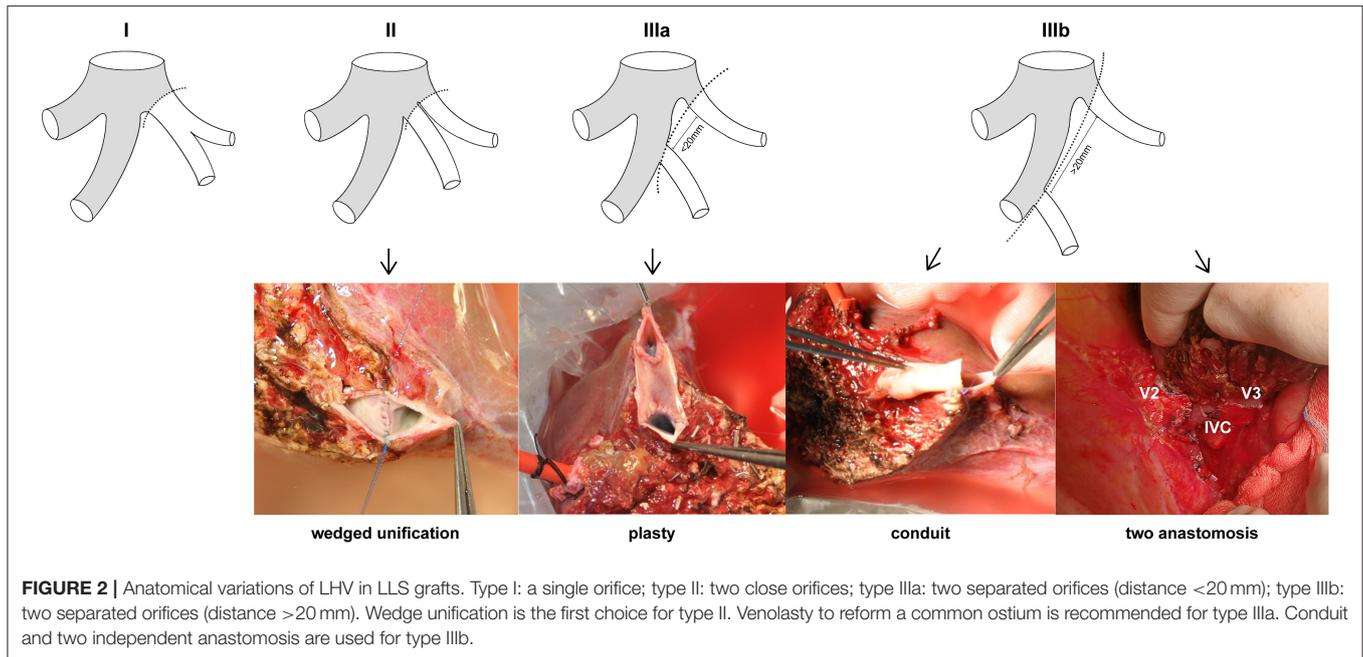 I
II
IIIa
IIIb
<20mm
>20mm
V2
V3
IVC
wedged unification
plasty
conduit
two anastomosis
FIGURE 2 | Anatomical variations of LHV in LLS grafts. Type I: a single orifice; type II: two close orifices; type IIIa: two separated orifices (distance <20 mm); type IIIb:
two separated orifices (distance >20 mm). Wedge unification is the first choice for type II. Venolasty to reform a common ostium is recommended for type IIIa. Conduit
and two independent anastomosis are used for type IIIb.